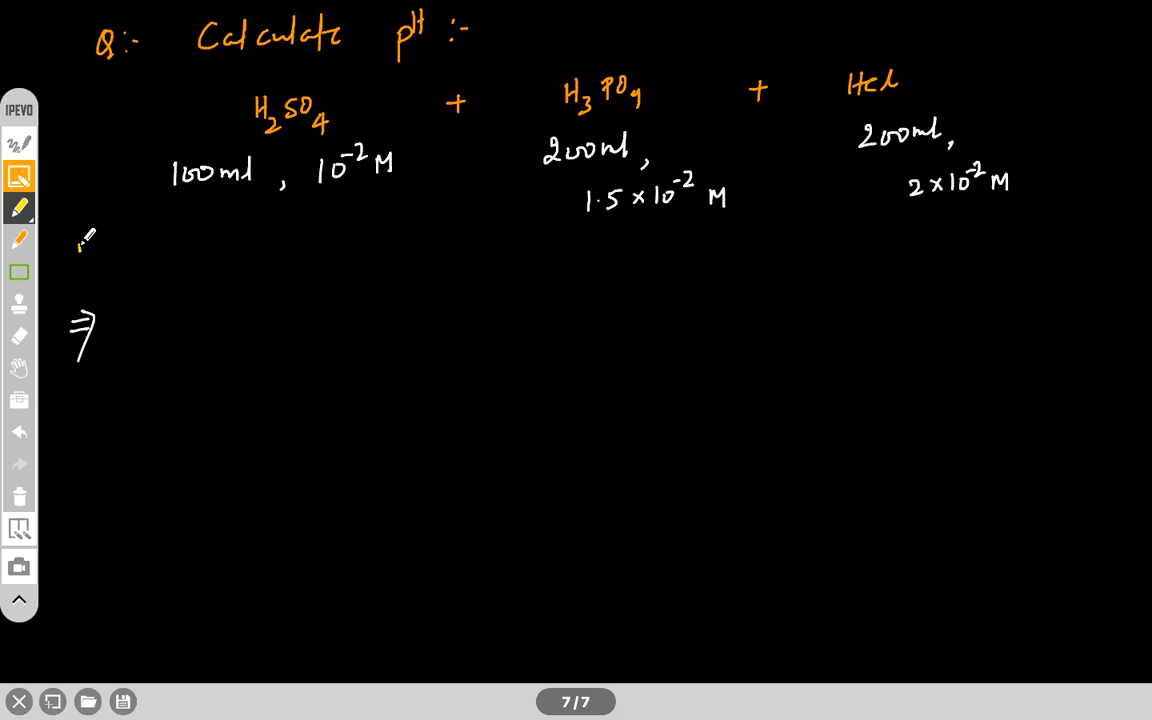 Q:- Calculate pH :-
H₂SO₄ + H₃PO₄ + HCl
100ml, 10⁻² M
200ml, 1.5 × 10⁻² M
200ml, 2 × 10⁻² M
⇒
IPEVO
7/7